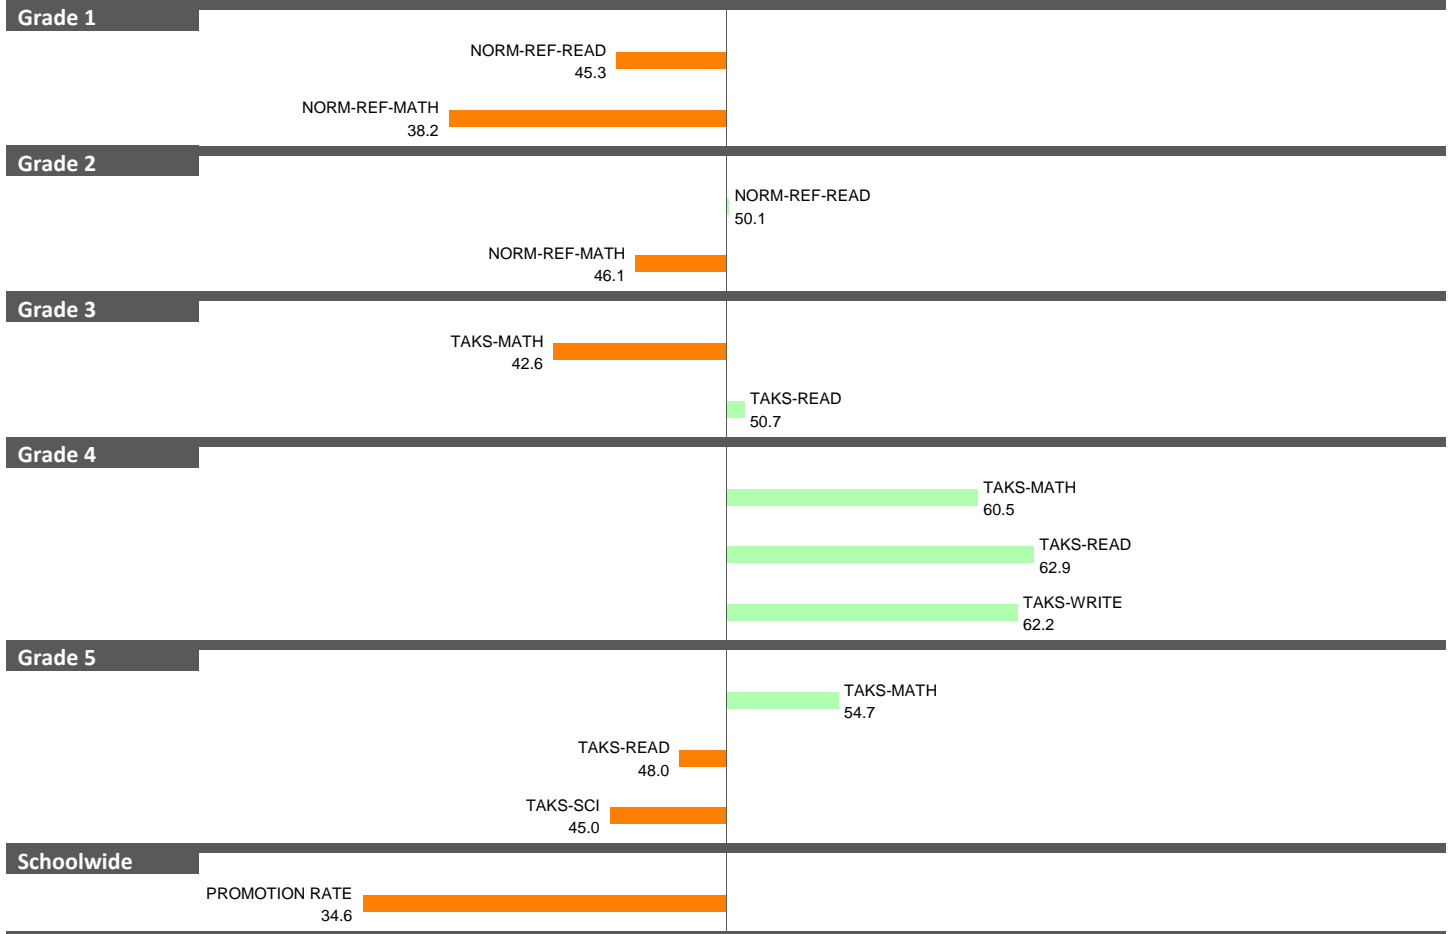 Grade 1
NORM-REF-READ
45.3
NORM-REF-MATH
38.2
Grade 2
NORM-REF-READ
50.1
NORM-REF-MATH
46.1
Grade 3
TAKS-MATH
42.6
TAKS-READ
50.7
Grade 4
TAKS-MATH
60.5
TAKS-READ
62.9
TAKS-WRITE
62.2
Grade 5
TAKS-MATH
54.7
TAKS-READ
48.0
TAKS-SCI
45.0
Schoolwide
PROMOTION RATE
34.6